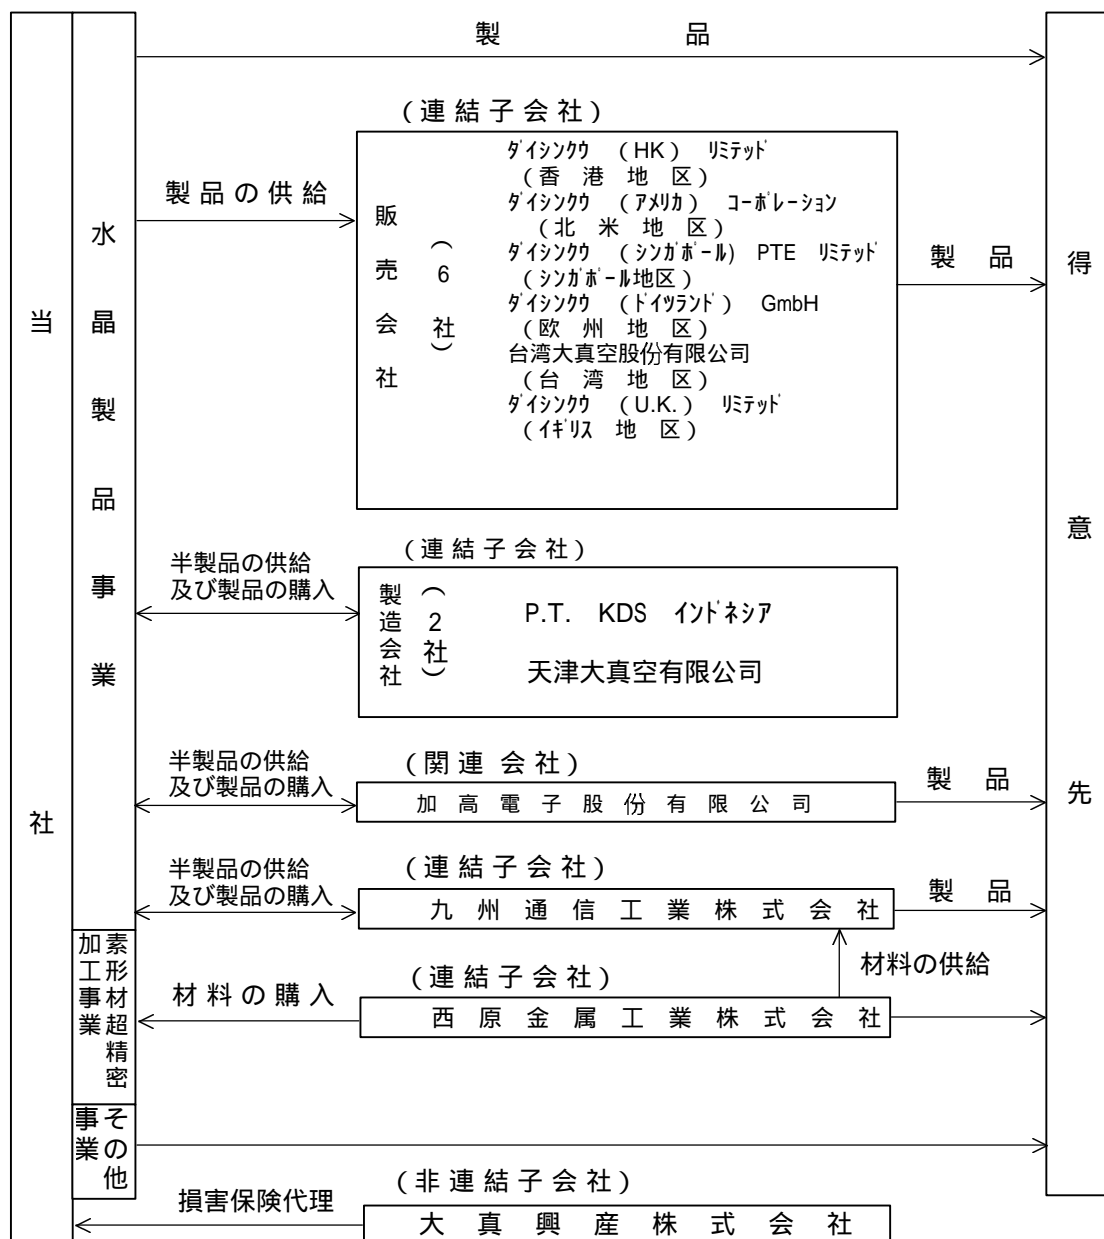 製品
(連結子会社)
ﾀﾞｲｼﾝｸｳ (HK) ﾘﾐﾃｯﾄﾞ
(香港地区)
ﾀﾞｲｼﾝｸｳ (ｱﾒﾘｶ) ｺｰﾎﾟﾚｰｼｮﾝ
(北米地区)
ﾀﾞｲｼﾝｸｳ (ｼﾝｶﾞﾎﾟｰﾙ) PTE ﾘﾐﾃｯﾄﾞ
(ｼﾝｶﾞﾎﾟｰﾙ地区)
ﾀﾞｲｼﾝｸｳ (ﾄﾞｲﾂﾗﾝﾄﾞ) GmbH
(欧州地区)
台湾大真空股份有限公司
(台湾地区)
ﾀﾞｲｼﾝｸｳ (U.K.) ﾘﾐﾃｯﾄﾞ
(ｲｷﾞﾘｽ地区)
販売会社
(6社)
製品の供給
製品
当社
水晶製品事業
得意先
(連結子会社)
半製品の供給
及び製品の購入
製造会社
(2社)
P.T. KDS ｲﾝﾄﾞﾈｼｱ
天津大真空有限公司
(関連会社)
半製品の供給
及び製品の購入
加高電子股份有限公司
製品
(連結子会社)
半製品の供給
及び製品の購入
九州通信工業株式会社
製品
材料の供給
(連結子会社)
材料の購入
西原金属工業株式会社
素形材超精密
加工事業
その他
事業
(非連結子会社)
損害保険代理
大真興産株式会社